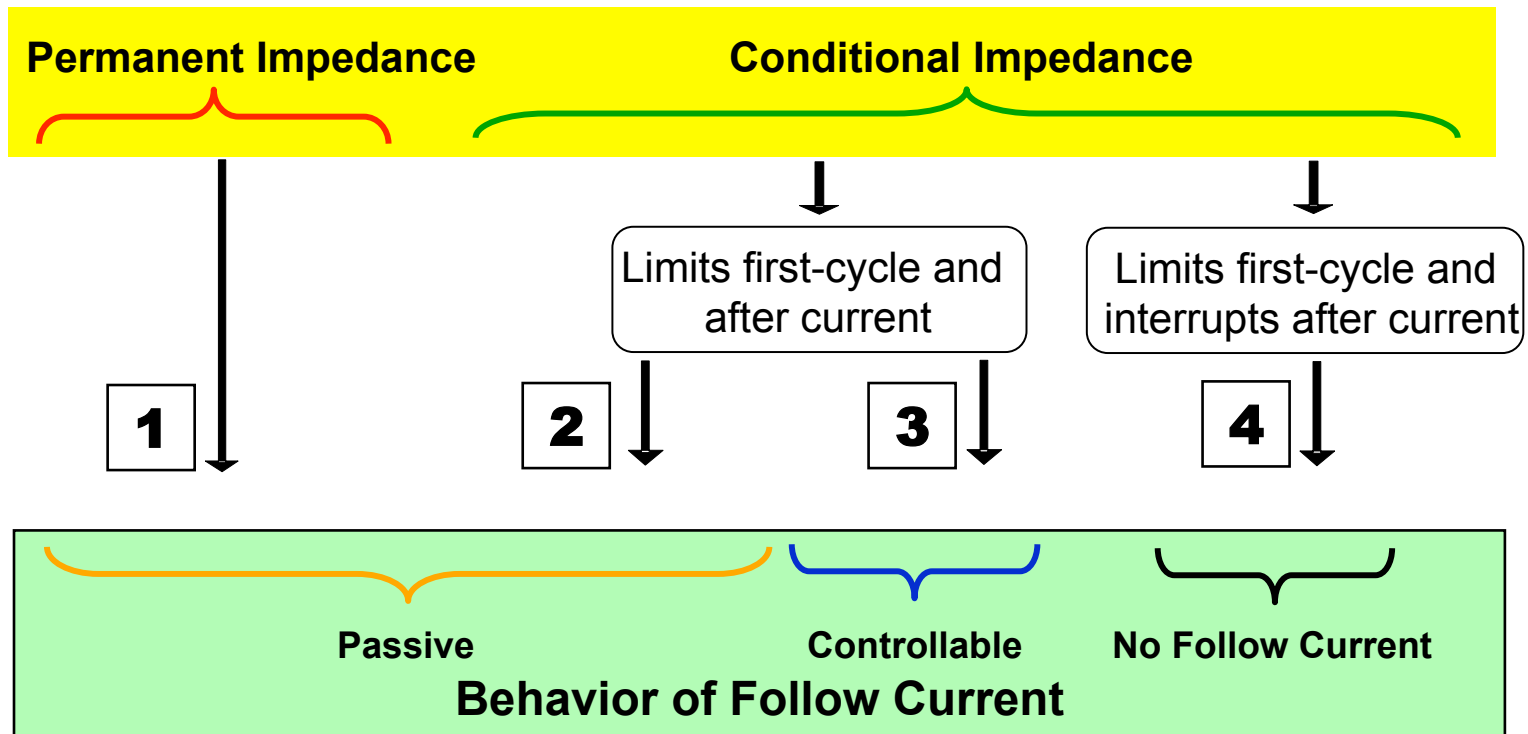 Permanent Impedance
Conditional Impedance
Limits first-cycle and
after current
Limits first-cycle and
interrupts after current
1
2
3
4
Passive
Controllable
No Follow Current
Behavior of Follow Current